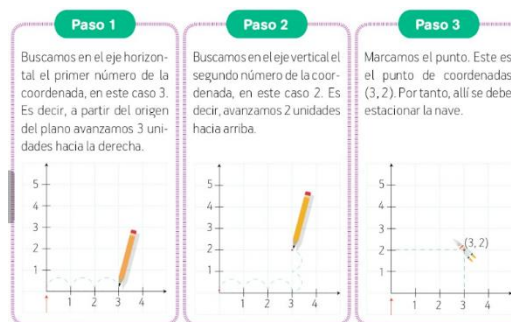 Paso 1
Buscamos en el eje horizon-
tal el primer número de la
coordenada, en este caso 3.
Es decir, a partir del origen
del plano avanzamos 3 uni-
dades hacia la derecha.
5
4
3
2
1
1 2 3 4
Paso 2
Buscamos en el eje vertical el
segundo número de la coor-
denada, en este caso 2. Es
decir, avanzamos 2 unidades
hacia arriba.
5
4
3
2
1
1 2 3 4
Paso 3
Marcamos el punto. Este es
el punto de coordenadas
(3, 2). Por tanto, allí se debe
estacionar la nave.
5
4
3
2
1
(3, 2)
1 2 3 4